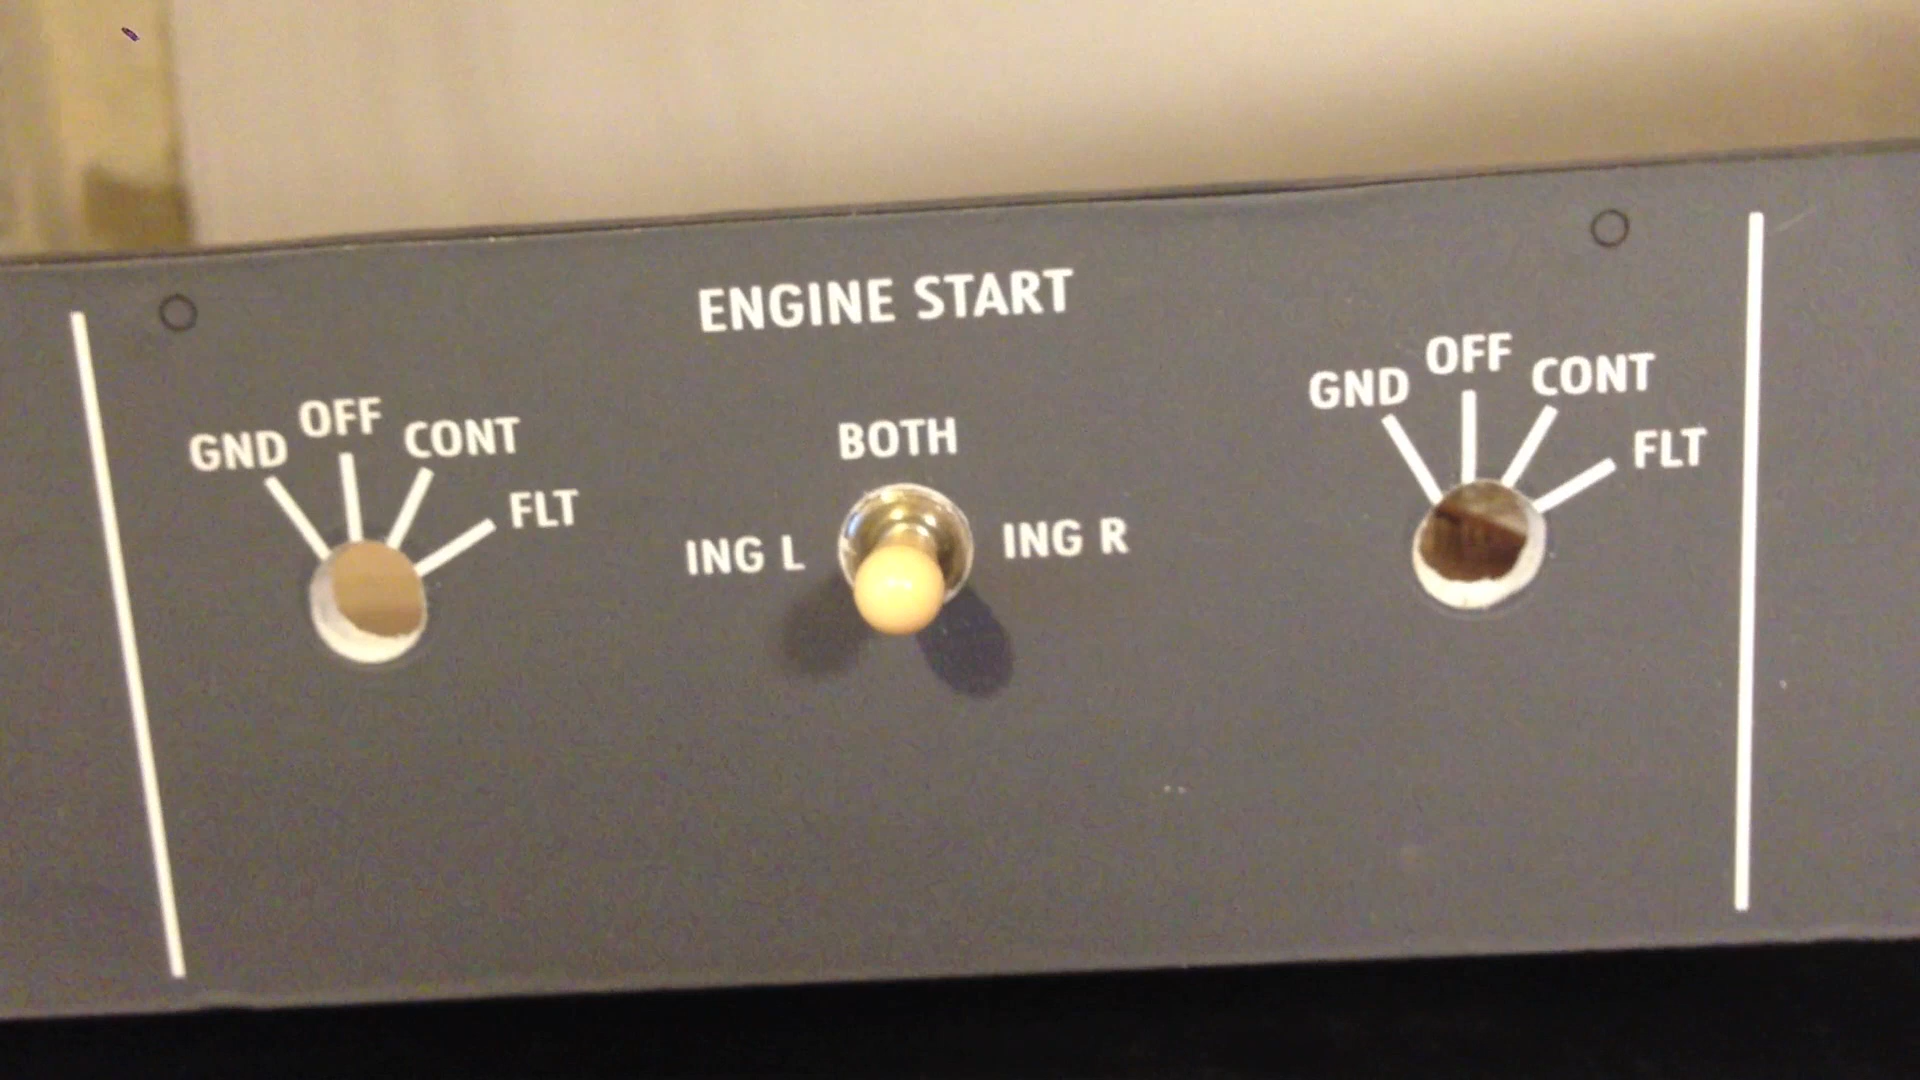 ENGINE START
GND OFF CONT FLT
BOTH
ING L ING R
GND OFF CONT FLT